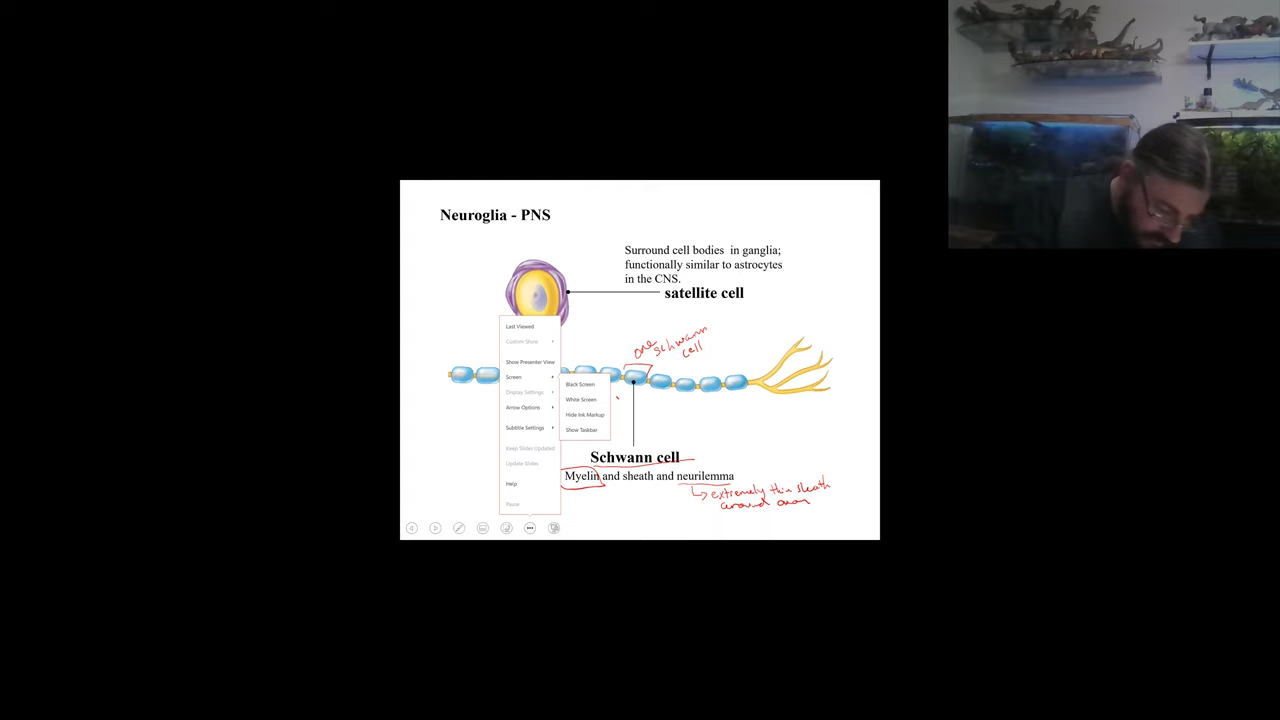 Neuroglia - PNS
Surround cell bodies in ganglia;
functionally similar to astrocytes
in the CNS.
satellite cell
one
schwann
cell
Last Viewed
Custom Show
Show Presenter View
Screen
Display Settings
Arrow Options
Subtitle Settings
Keep Slides Updated
Update Slides
Help
Pause
Black Screen
White Screen
Hide Ink Markup
Show Taskbar
Schwann cell
Myelin and sheath and neurilemma
extremely thin sheath
around axon